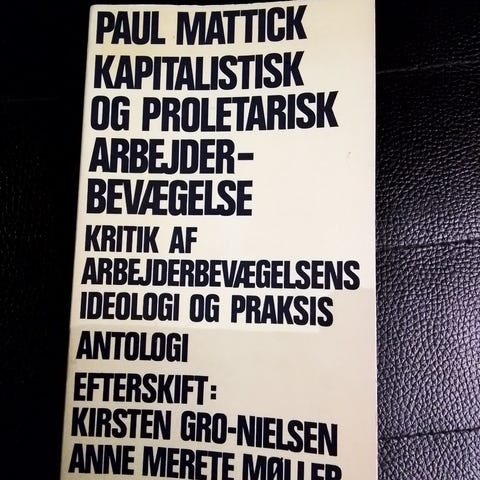 PAUL MATTICK
KAPITALISTISK
OG PROLETARISK
ARBEJDER-
BEVÆGELSE
KRITIK AF
ARBEJDERBEVÆGELSENS
IDEOLOGI OG PRAKSIS
ANTOLOGI
EFTERSKIFT:
KIRSTEN GRO-NIELSEN
ANNE MERETE MØLLER